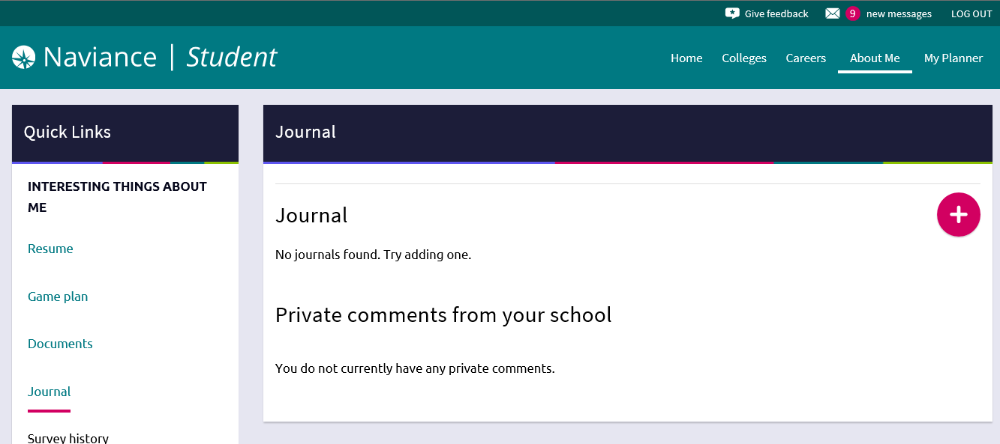 Give feedback
9 new messages
LOG OUT
Naviance | Student
Home
Colleges
Careers
About Me
My Planner
Quick Links
INTERESTING THINGS ABOUT
ME
Resume
Game plan
Documents
Journal
Survey history
Journal
Journal
No journals found. Try adding one.
Private comments from your school
You do not currently have any private comments.